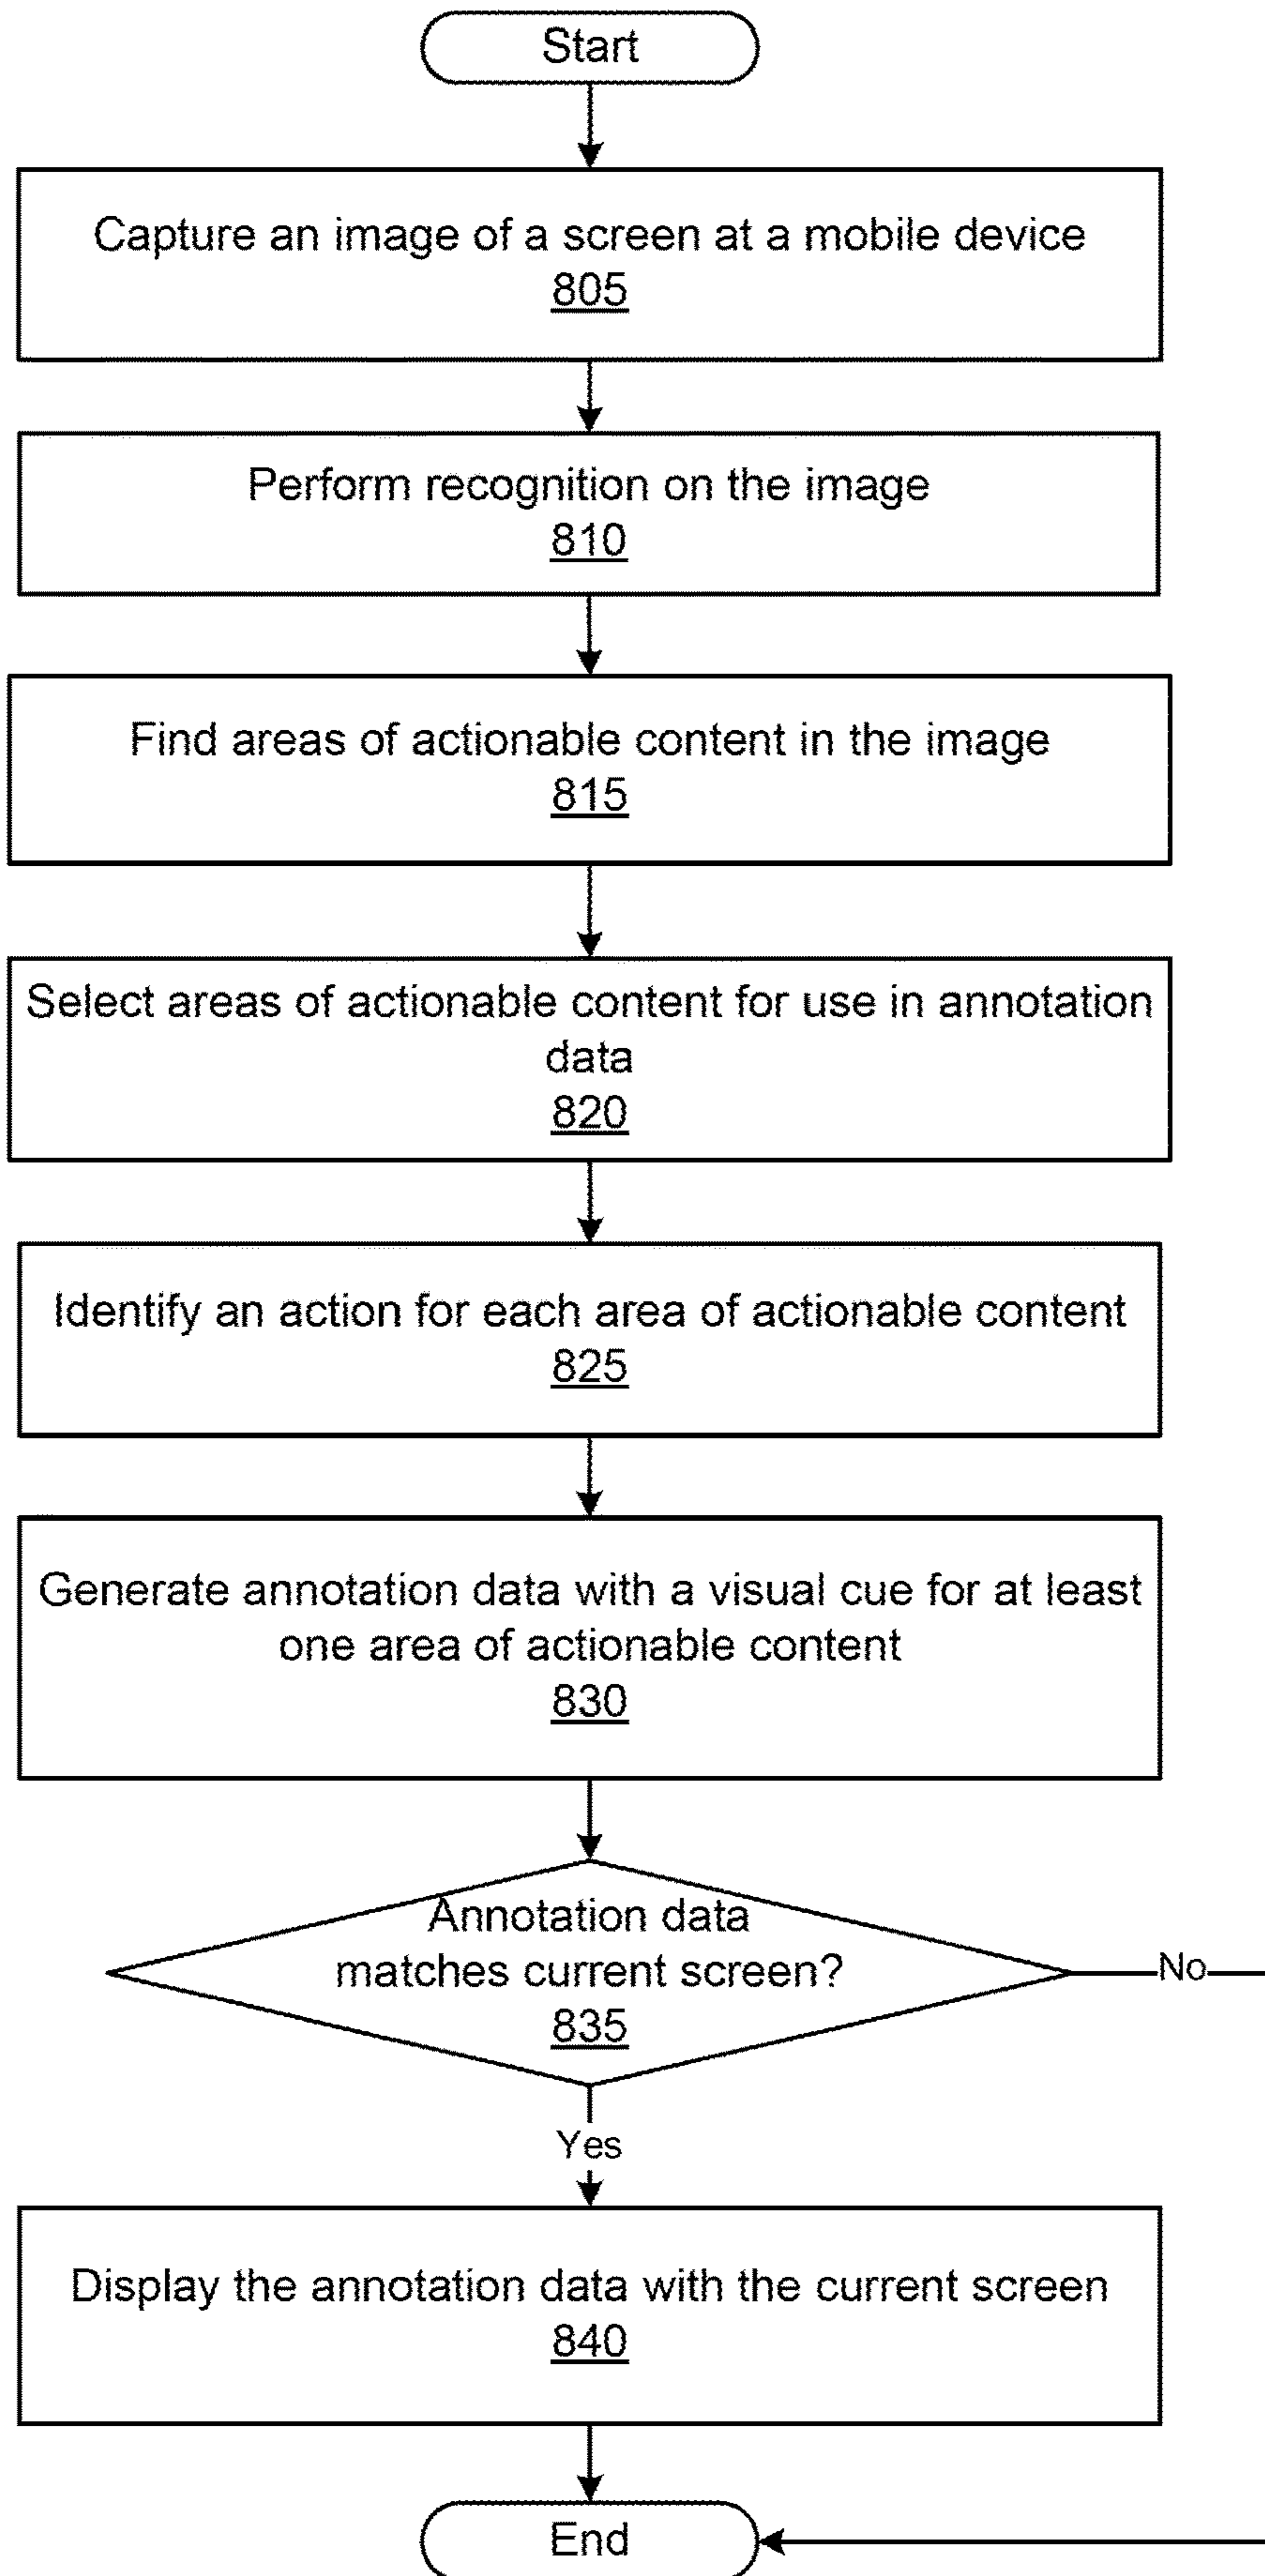 Start
Capture an image of a screen at a mobile device
805
Perform recognition on the image
810
Find areas of actionable content in the image
815
Select areas of actionable content for use in annotation
data
820
Identify an action for each area of actionable content
825
Generate annotation data with a visual cue for at least
one area of actionable content
830
Annotation data
matches current screen?
835
No
Yes
Display the annotation data with the current screen
840
End